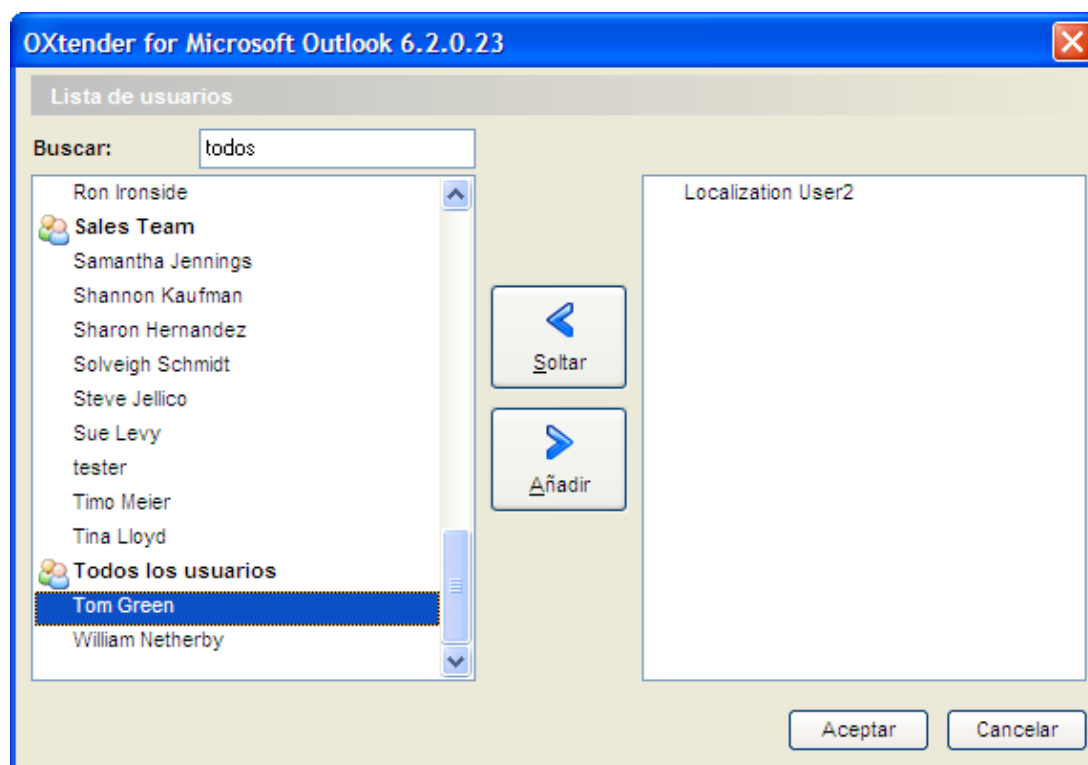 OXtender for Microsoft Outlook 6.2.0.23
Lista de usuarios
Buscar: todos
Ron Ironside
Sales Team
Samantha Jennings
Shannon Kaufman
Sharon Hernandez
Solveigh Schmidt
Steve Jellico
Sue Levy
tester
Timo Meier
Tina Lloyd
Todos los usuarios
Tom Green
William Netherby
Soltar
Añadir
Localization User2
Aceptar
Cancelar